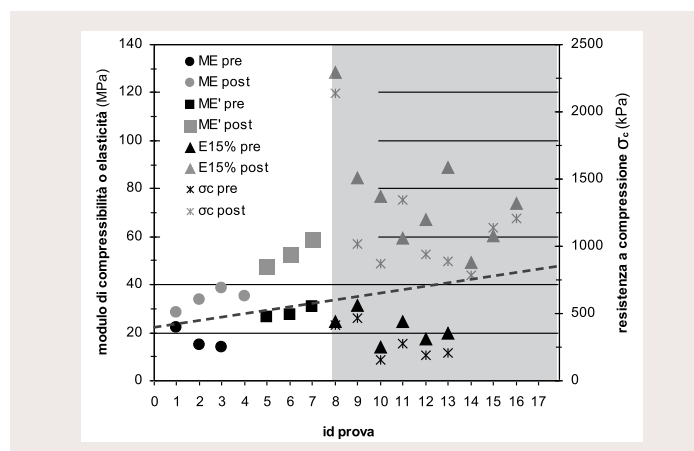 140
120
100
80
60
40
20
0
modulo di compressibilità o elasticità (MPa)
ME pre
ME post
ME' pre
ME' post
E15% pre
E15% post
σc pre
σc post
2500
2000
1500
1000
500
0
resistenza a compressione σc (kPa)
0 1 2 3 4 5 6 7 8 9 10 11 12 13 14 15 16 17
id prova